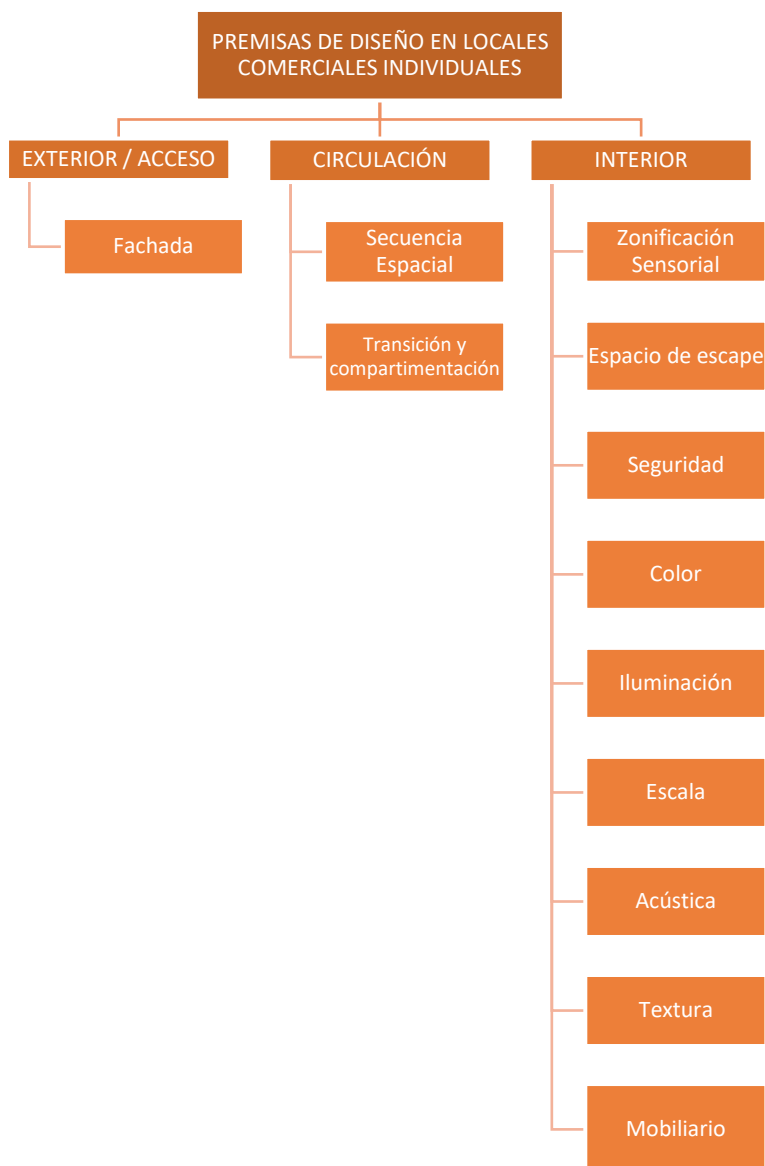 PREMISAS DE DISEÑO EN LOCALES
COMERCIALES INDIVIDUALES
EXTERIOR / ACCESO
Fachada
CIRCULACIÓN
Secuencia
Espacial
Transición y
compartimentación
INTERIOR
Zonificación
Sensorial
Espacio de escape
Seguridad
Color
Iluminación
Escala
Acústica
Textura
Mobiliario